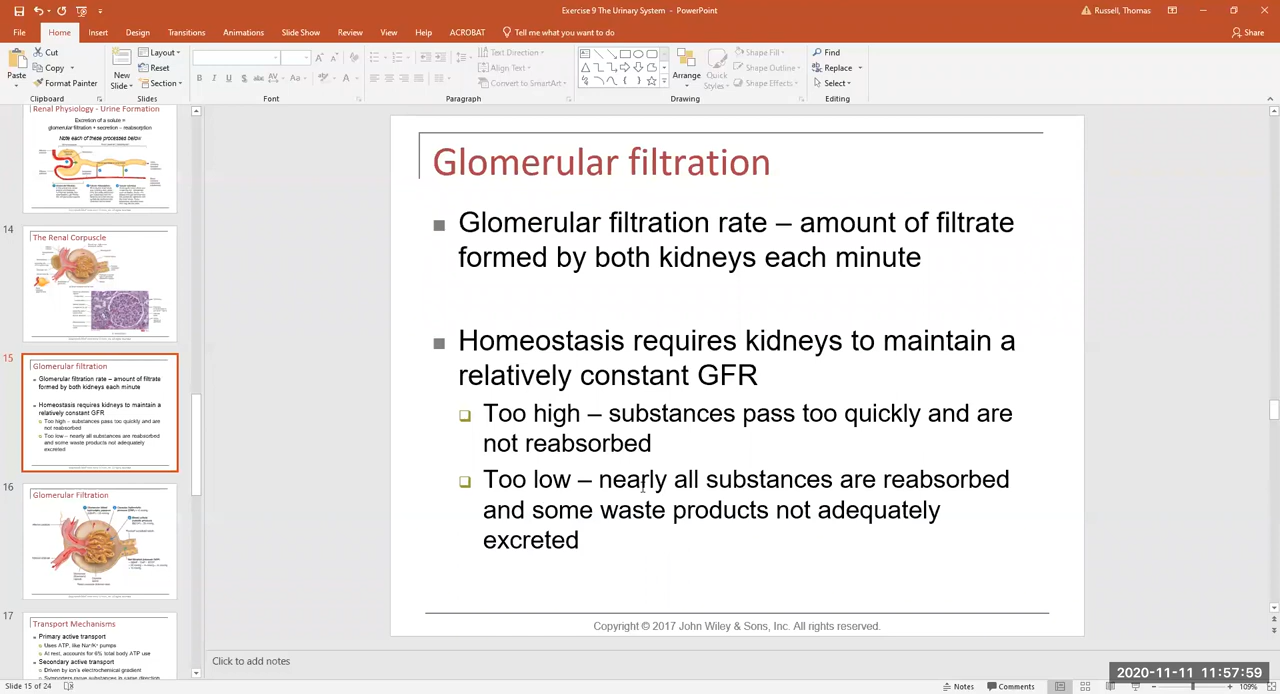 Exercise 9 The Urinary System - PowerPoint
Russell, Thomas
File Home Insert Design Transitions Animations Slide Show Review View Help ACROBAT Tell me what you want to do
Share
Paste
Cut
Copy
Format Painter
Clipboard
New
Slide
Layout
Reset
Section
Slides
Font
Text Direction
Align Text
Convert to SmartArt
Paragraph
Arrange
Quick
Styles
Shape Fill
Shape Outline
Shape Effects
Drawing
Find
Replace
Select
Editing
Renal Physiology - Urine Formation
Excretion of a solute =
glomerular filtration + secretion – reabsorption
Note each of these processes below
14
The Renal Corpuscle
15
Glomerular filtration
Glomerular filtration rate – amount of filtrate
formed by both kidneys each minute
Homeostasis requires kidneys to maintain a
relatively constant GFR
Too high – substances pass too quickly and are
not reabsorbed
Too low – nearly all substances are reabsorbed
and some waste products not adequately
excreted
16
Glomerular Filtration
17
Transport Mechanisms
Primary active transport
Uses ATP, like Na+/K+ pumps
At rest, accounts for 6% total body ATP use
Secondary active transport
Driven by ion's electrochemical gradient
Symporters move substances in same direction
Glomerular filtration
Glomerular filtration rate – amount of filtrate
formed by both kidneys each minute
Homeostasis requires kidneys to maintain a
relatively constant GFR
Too high – substances pass too quickly and are
not reabsorbed
Too low – nearly all substances are reabsorbed
and some waste products not adequately
excreted
Copyright © 2017 John Wiley & Sons, Inc. All rights reserved.
Click to add notes
2020-11-11 11:57:59
Slide 15 of 24
Notes
Comments
109%